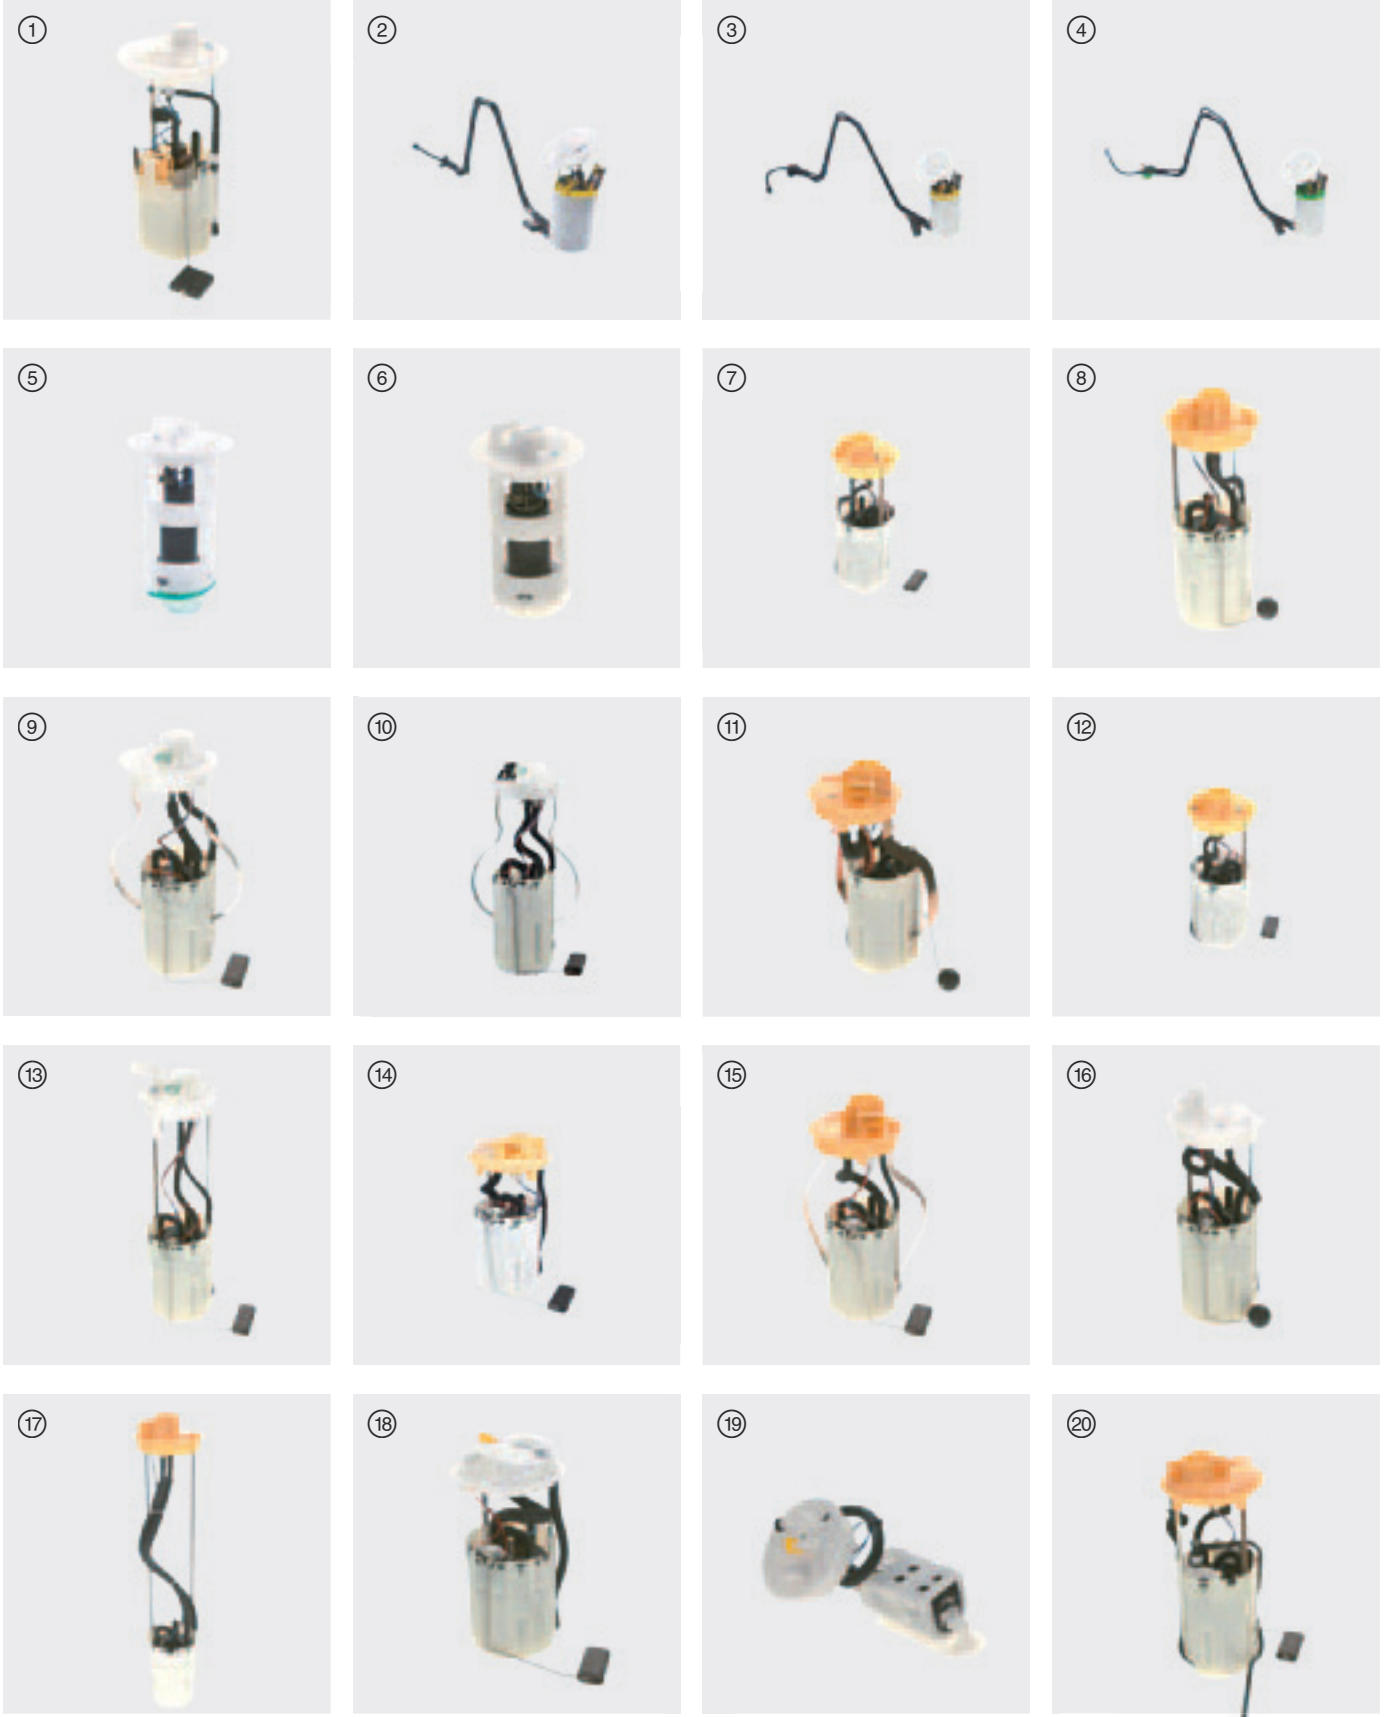 ① ② ③ ④
⑤ ⑥ ⑦ ⑧
⑨ ⑩ ⑪ ⑫
⑬ ⑭ ⑮ ⑯
⑰ ⑱ ⑲ ⑳